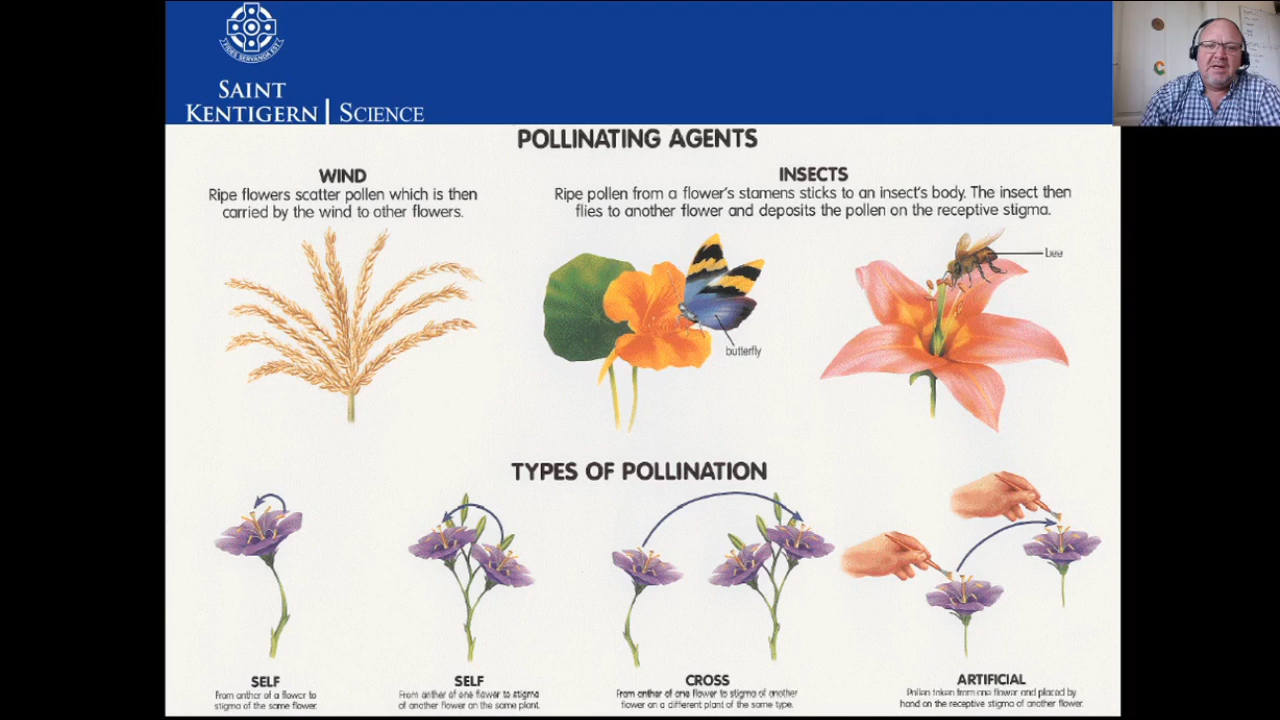 FIDES SERVANDA EST
SAINT
KENTIGERN | SCIENCE
POLLINATING AGENTS
WIND
Ripe flowers scatter pollen which is then
carried by the wind to other flowers.
INSECTS
Ripe pollen from a flower's stamens sticks to an insect's body. The insect then
flies to another flower and deposits the pollen on the receptive stigma.
bee
butterfly
TYPES OF POLLINATION
SELF
From anther of a flower to
stigma of the same flower.
SELF
From anther of one flower to stigma
of another flower on the same plant.
CROSS
From anther of one flower to stigma of another
flower on a different plant of the same type.
ARTIFICIAL
Pollen taken from one flower and placed by
hand on the receptive stigma of another flower.